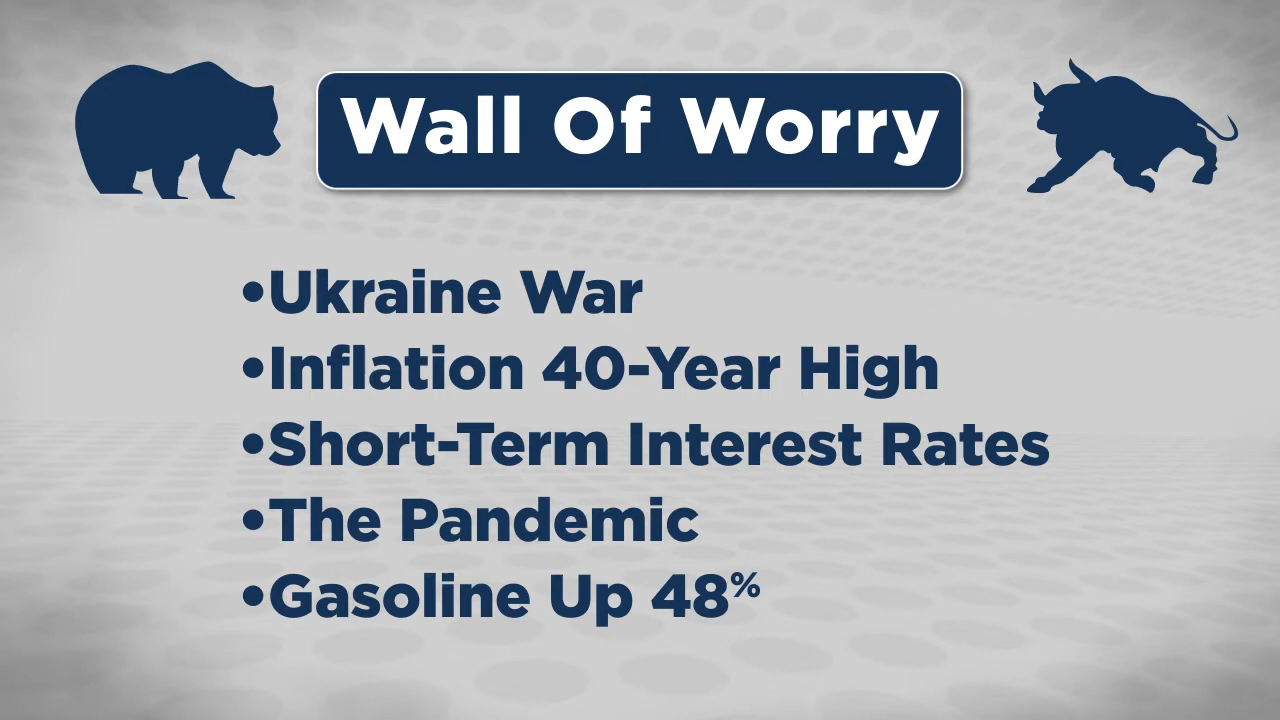 Wall Of Worry
•Ukraine War
•Inflation 40-Year High
•Short-Term Interest Rates
•The Pandemic
•Gasoline Up 48%